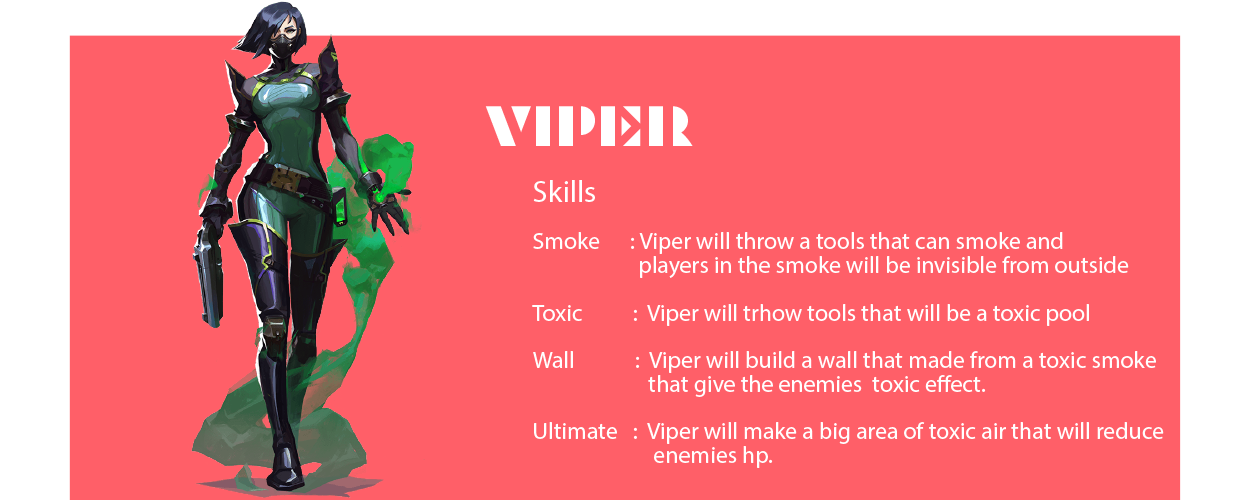 VIPER
Skills
Smoke : Viper will throw a tools that can smoke and
players in the smoke will be invisible from outside
Toxic : Viper will trhow tools that will be a toxic pool
Wall : Viper will build a wall that made from a toxic smoke
that give the enemies toxic effect.
Ultimate : Viper will make a big area of toxic air that will reduce
enemies hp.